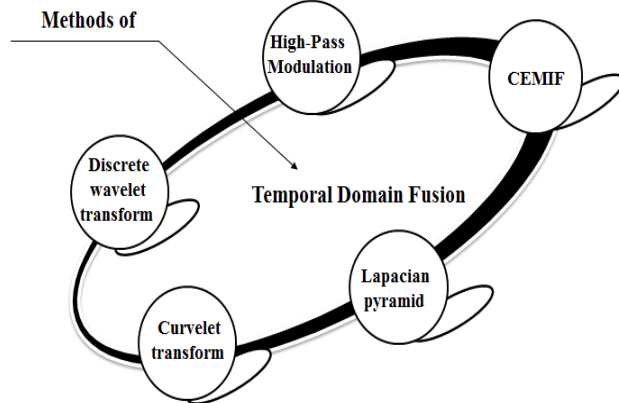 Methods of
High-Pass
Modulation
CEMIF
Discrete
wavelet
transform
Temporal Domain Fusion
Lapacian
pyramid
Curvelet
transform